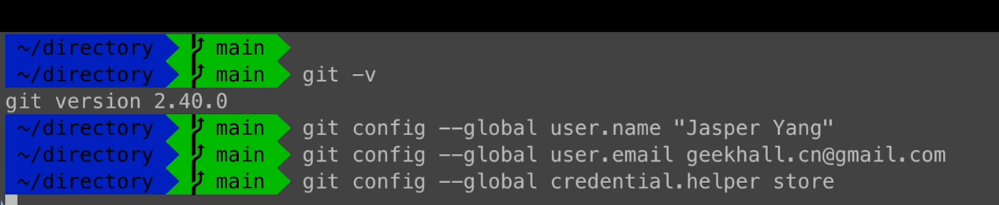 ~/directory main
~/directory main git -v
git version 2.40.0
~/directory main git config --global user.name "Jasper Yang"
~/directory main git config --global user.email geekhall.cn@gmail.com
~/directory main git config --global credential.helper store